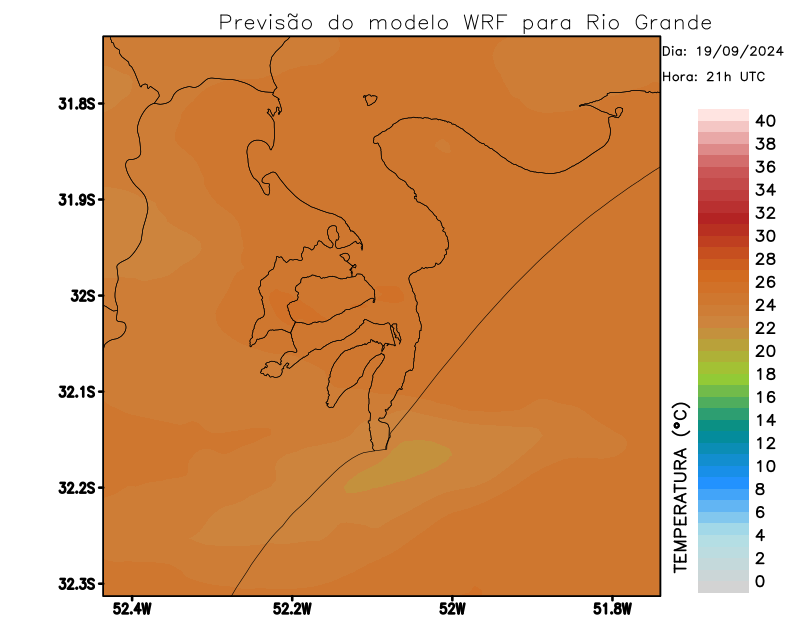 Previsão do modelo WRF para Rio Grande
Dia: 19/09/2024
Hora: 21h UTC
31.8S
31.9S
32S
32.1S
32.2S
32.3S
52.4W
52.2W
52W
51.8W
TEMPERATURA (°C)
40
38
36
34
32
30
28
26
24
22
20
18
16
14
12
10
8
6
4
2
0